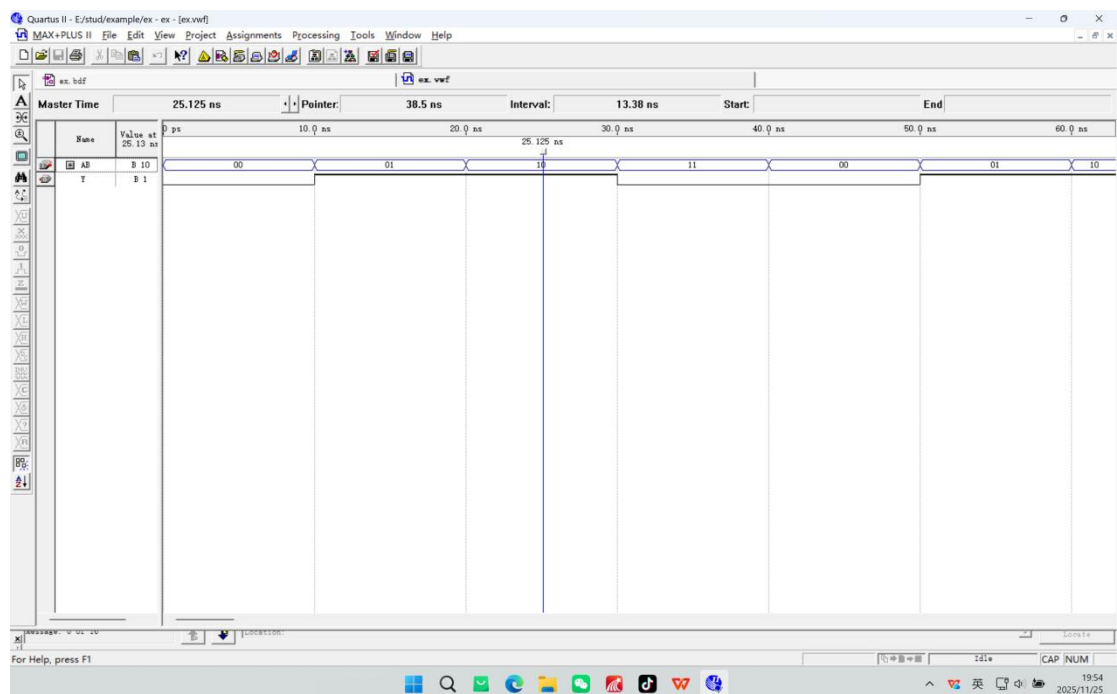 Quartus II - E:/stud/example/ex - ex - [ex.vwf]
MAX+PLUS II File Edit View Project Assignments Processing Tools Window Help
ex.bdf ex.vwf
Master Time 25.125 ns Pointer: 38.5 ns Interval: 13.38 ns Start: End
Name Value at 25.13 ns 0 ps 10.0 ns 20.0 ns 30.0 ns 40.0 ns 50.0 ns 60.0 ns
25.125 ns
AB B 10 00 01 10 11 00 01 10
Y B 1
Message: 0 of 10 Location: Locate
For Help, press F1 Idle CAP NUM
英 19:54
2025/11/25